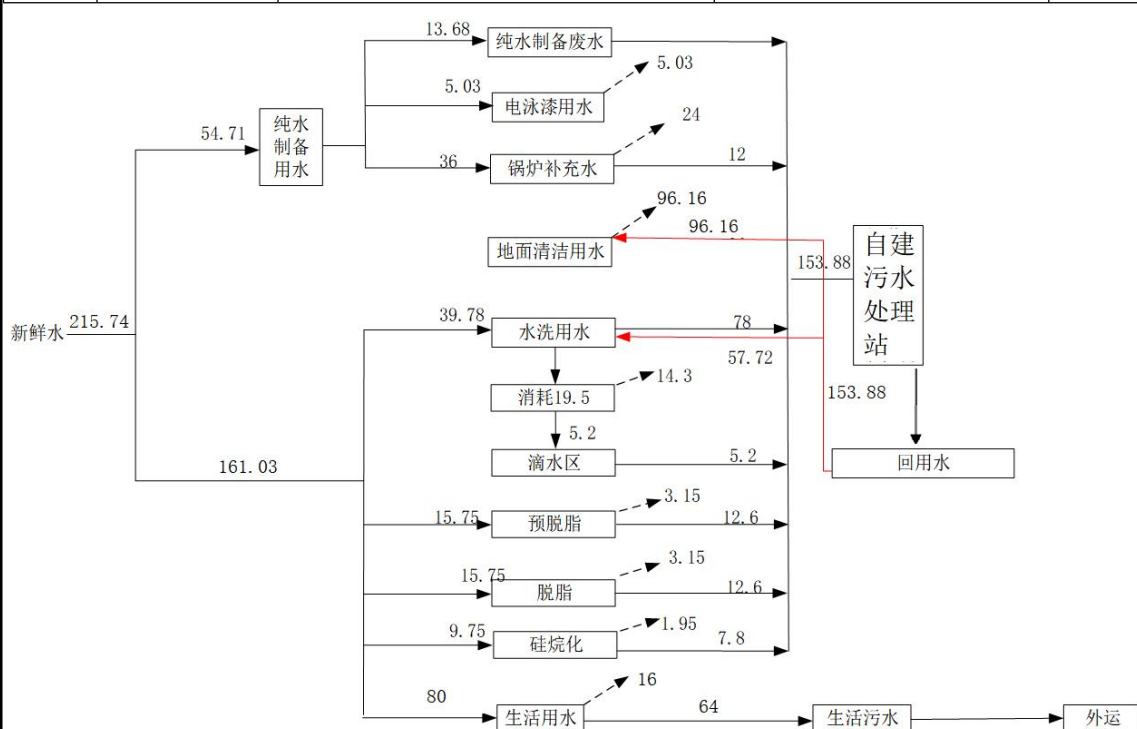 13.68
纯水制备废水
5.03
5.03
电泳漆用水
54.71
纯水
制备
用水
24
36
锅炉补充水
12
96.16
96.16
地面清洁用水
自建
污水
处理
站
153.88
新鲜水
215.74
39.78
水洗用水
78
57.72
14.3
消耗19.5
153.88
5.2
161.03
滴水区
5.2
回用水
3.15
15.75
预脱脂
12.6
3.15
15.75
脱脂
12.6
1.95
9.75
硅烷化
7.8
16
80
生活用水
64
生活污水
外运